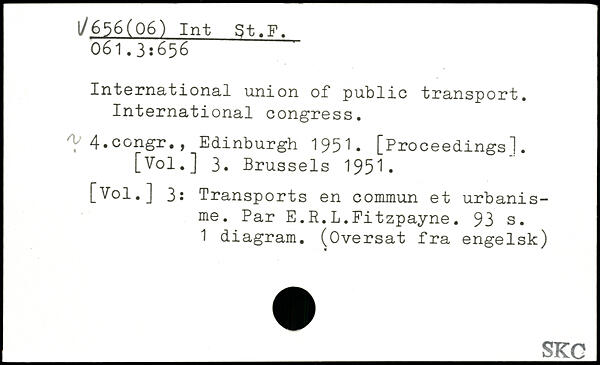 V656(06) Int St.F.
061.3:656
International union of public transport.
International congress.
~ 4.congr., Edinburgh 1951. [Proceedings].
[Vol.] 3. Brussels 1951.
[Vol.] 3: Transports en commun et urbanis-
me. Par E.R.L.Fitzpayne. 93 s.
1 diagram. (Oversat fra engelsk)
SKC